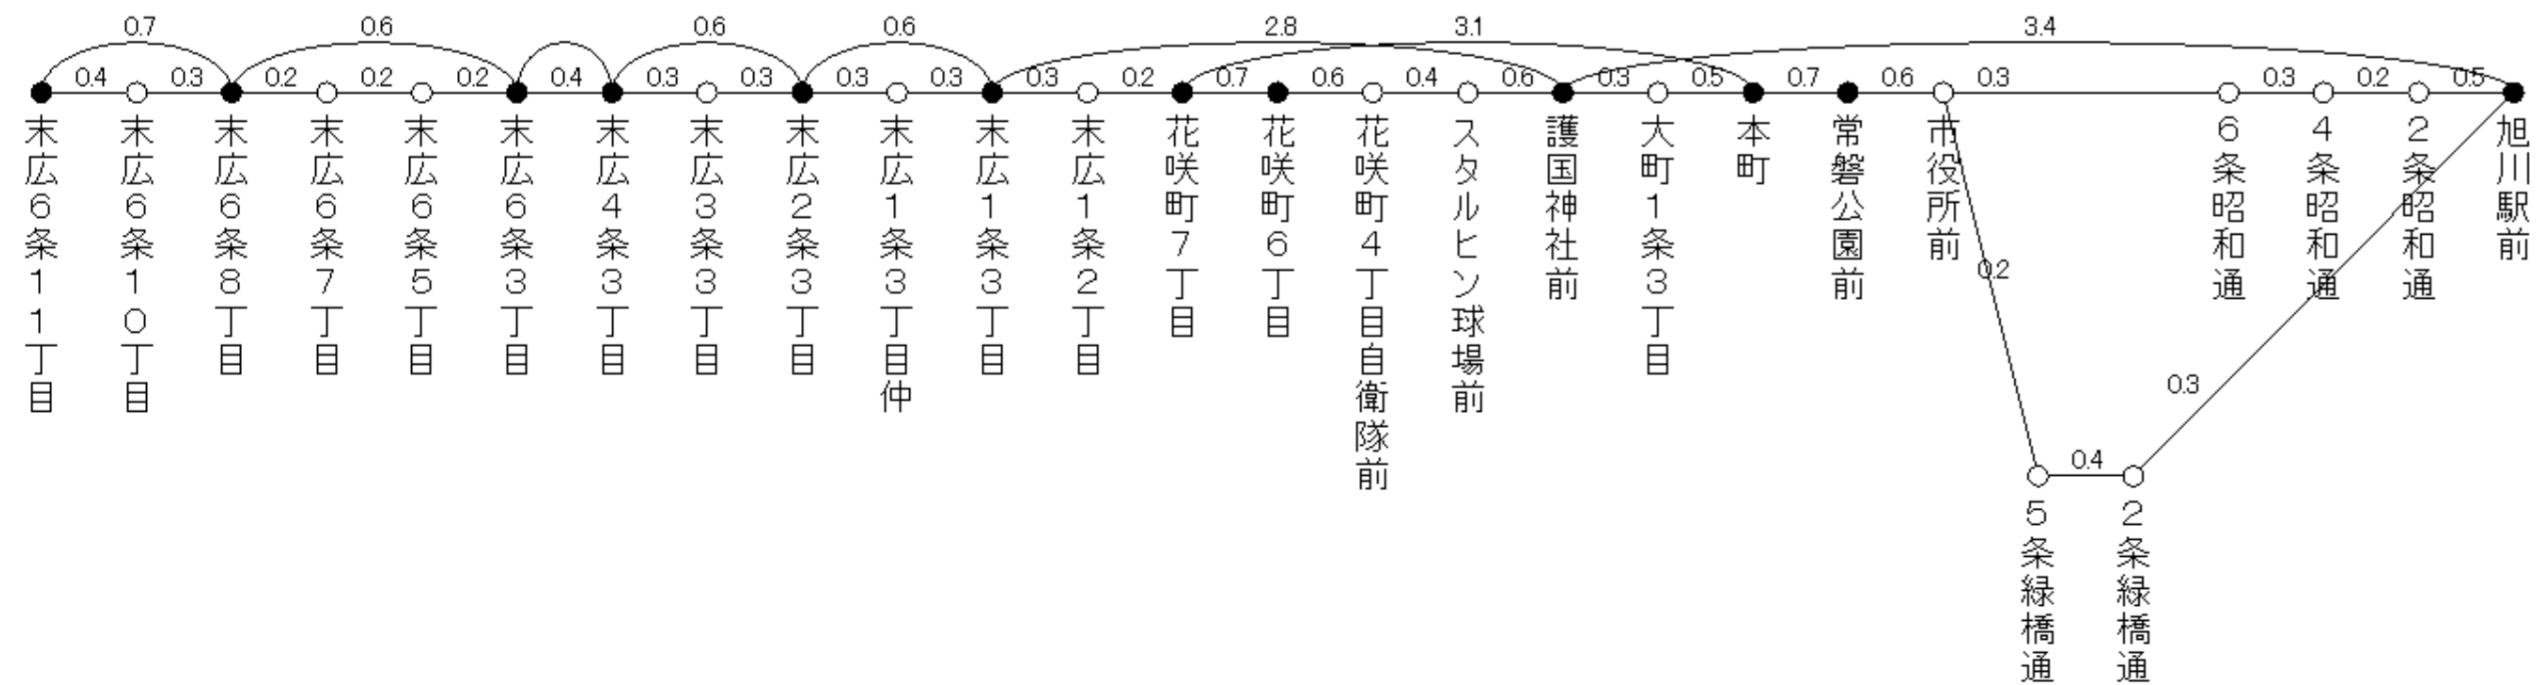 0.7
0.6
0.6
0.6
2.8
3.1
3.4
0.4
0.3
0.2
0.2
0.2
0.4
0.3
0.3
0.3
0.3
0.3
0.2
0.7
0.6
0.4
0.6
0.3
0.5
0.7
0.6
0.3
0.3
0.2
0.5
末広6条11丁目
末広6条10丁目
末広6条8丁目
末広6条7丁目
末広6条5丁目
末広6条3丁目
末広4条3丁目
末広3条3丁目
末広2条3丁目
末広1条3丁目仲
末広1条3丁目
末広1条2丁目
花咲町7丁目
花咲町6丁目
花咲町4丁目自衛隊前
スタルヒン球場前
護国神社前
大町1条3丁目
本町
常磐公園前
市役所前
6条昭和通
4条昭和通
2条昭和通
旭川駅前
0.2
0.3
0.4
5条緑橋通
2条緑橋通